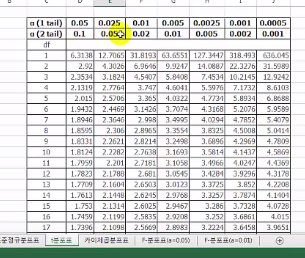 α (1 tail) 0.05 0.025 0.01 0.005 0.0025 0.001 0.0005
α (2 tail) 0.1 0.05 0.02 0.01 0.005 0.002 0.001
df
1 6.3138 12.7065 31.8193 63.6551 127.3447 318.493 636.045
2 2.92 4.3026 6.9646 9.9247 14.0887 22.3276 31.5989
3 2.3534 3.1824 4.5407 5.8408 7.4534 10.2145 12.9242
4 2.1319 2.7764 3.747 4.6041 5.5976 7.1732 8.6103
5 2.015 2.5706 3.365 4.0322 4.7734 5.8934 6.8688
6 1.9432 2.4469 3.1426 3.7074 4.3168 5.2076 5.9589
7 1.8946 2.3646 2.998 3.4995 4.0294 4.7852 5.4079
8 1.8595 2.306 2.8965 3.3554 3.8325 4.5008 5.0414
9 1.8331 2.2621 2.8214 3.2498 3.6896 4.2969 4.7809
10 1.8124 2.2282 2.7638 3.1693 3.5814 4.1437 4.5869
11 1.7959 2.201 2.7181 3.1058 3.4966 4.0247 4.4369
12 1.7823 2.1788 2.681 3.0545 3.4284 3.9296 4.3178
13 1.7709 2.1604 2.6503 3.0123 3.3725 3.852 4.2208
14 1.7613 2.1448 2.6245 2.9768 3.3257 3.7874 4.1404
15 1.753 2.1314 2.6025 2.9467 3.286 3.7328 4.0728
16 1.7459 2.1199 2.5835 2.9208 3.252 3.6861 4.015
17 1.7396 2.1098 2.5669 2.8983 3.2224 3.6458 3.9651
준정규분포표 t분포표 카이제곱분포표 F-분포표(a=0.05) F-분포표(a=0.01)